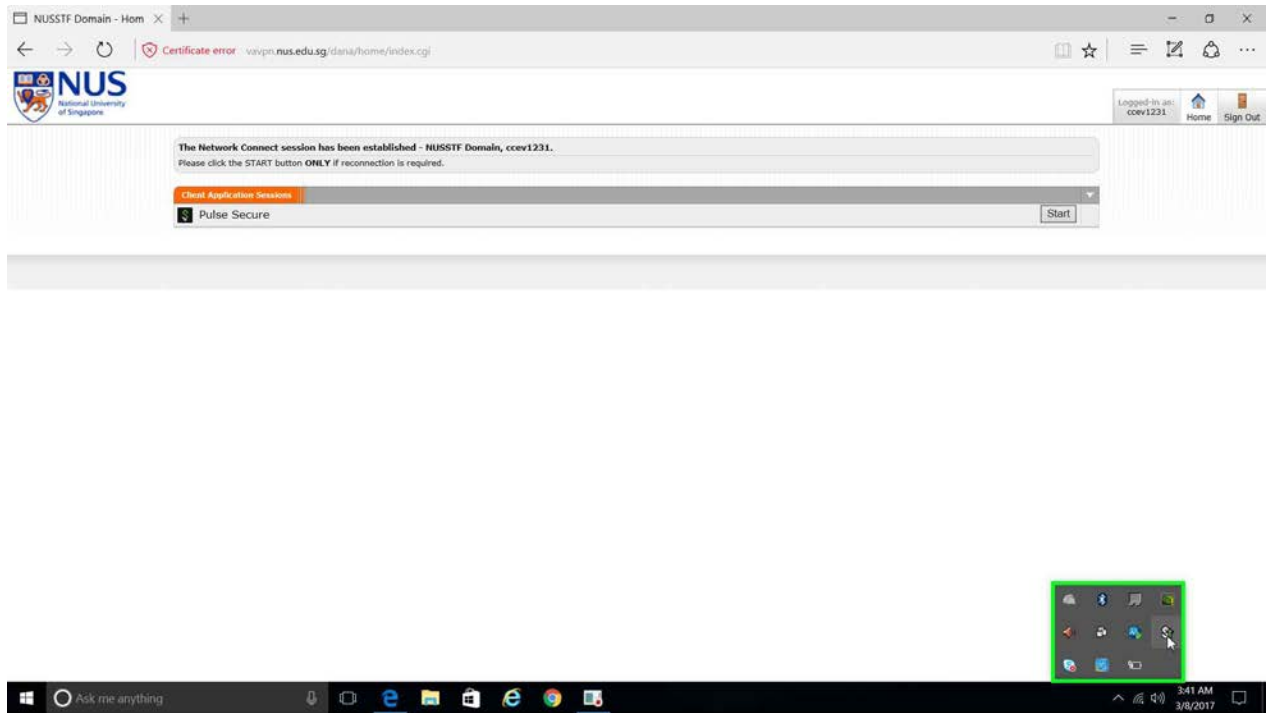 NUSSTF Domain - Hom
Certificate error vavpn.nus.edu.sg/dana/home/index.cgi
NUS
National University
of Singapore
Logged-in as:
ccev1231
Home
Sign Out
The Network Connect session has been established - NUSSTF Domain, ccev1231.
Please click the START button ONLY if reconnection is required.
Client Application Sessions
Pulse Secure
Start
Ask me anything
3:41 AM
3/8/2017